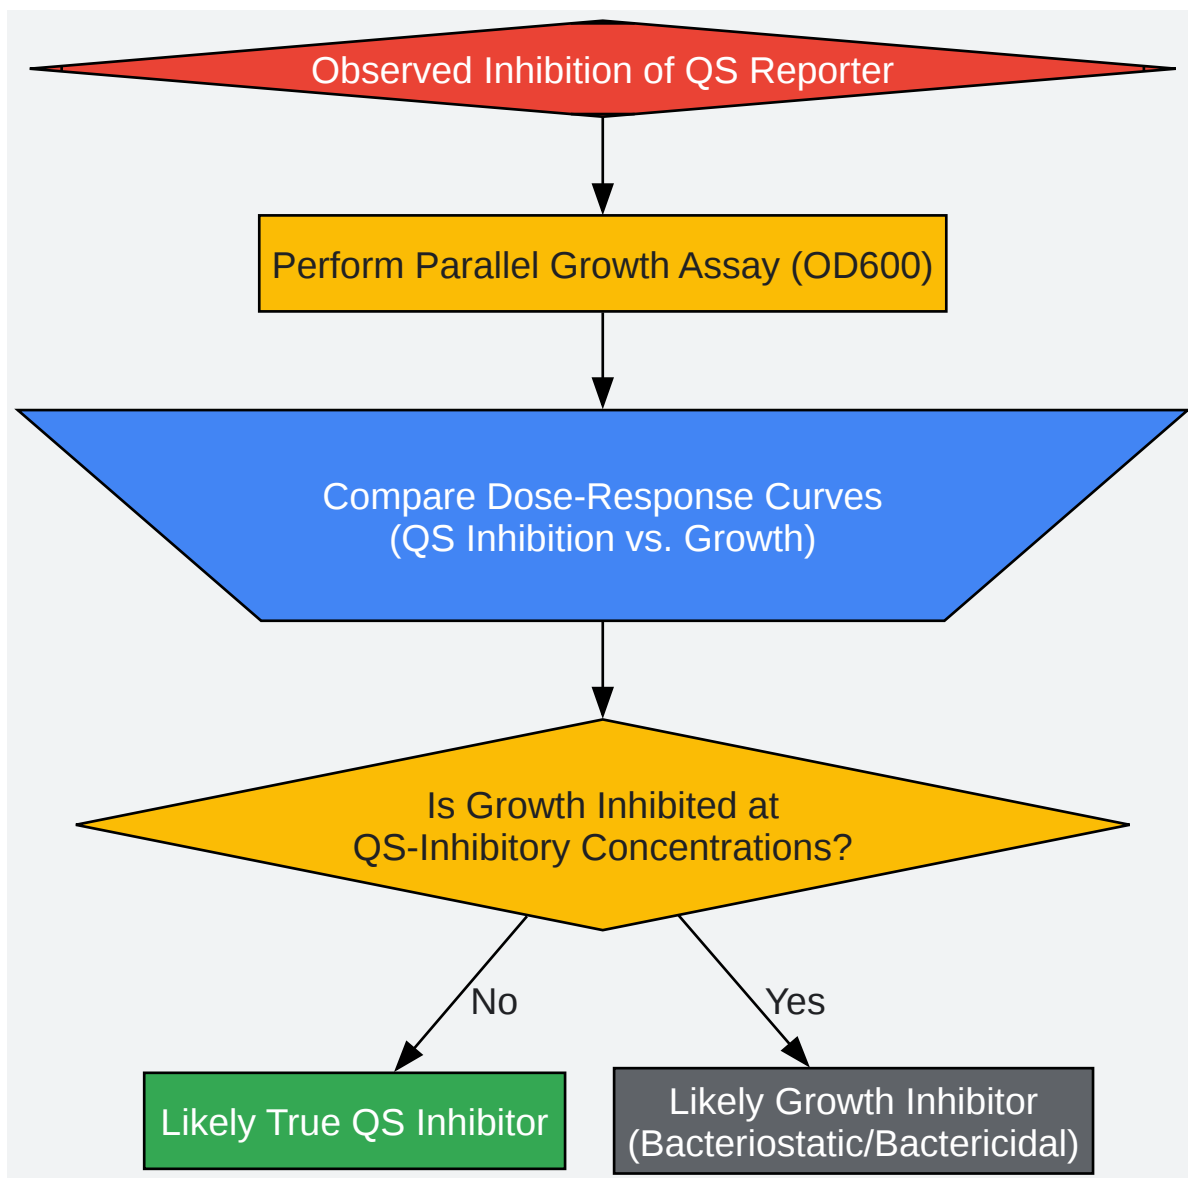 Observed Inhibition of QS Reporter
Perform Parallel Growth Assay (OD600)
Compare Dose-Response Curves
(QS Inhibition vs. Growth)
Is Growth Inhibited at
QS-Inhibitory Concentrations?
No
Yes
Likely True QS Inhibitor
Likely Growth Inhibitor
(Bacteriostatic/Bactericidal)